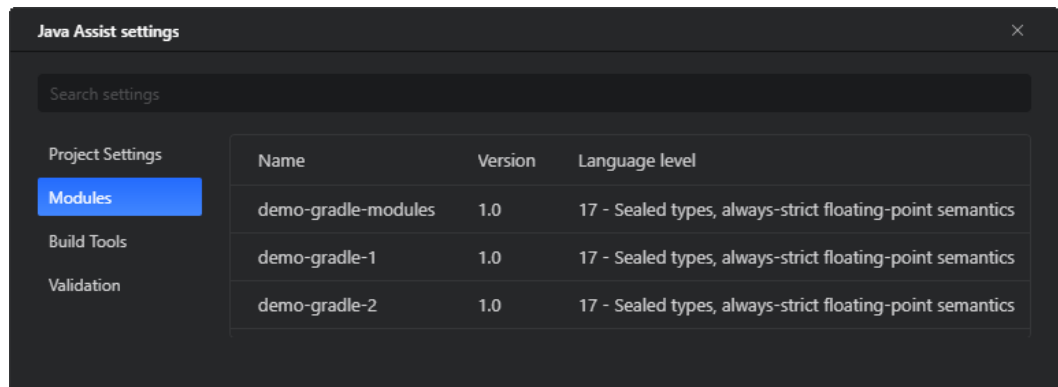 Java Assist settings
Search settings
Project Settings
Modules
Build Tools
Validation
Name Version Language level
demo-gradle-modules 1.0 17 - Sealed types, always-strict floating-point semantics
demo-gradle-1 1.0 17 - Sealed types, always-strict floating-point semantics
demo-gradle-2 1.0 17 - Sealed types, always-strict floating-point semantics